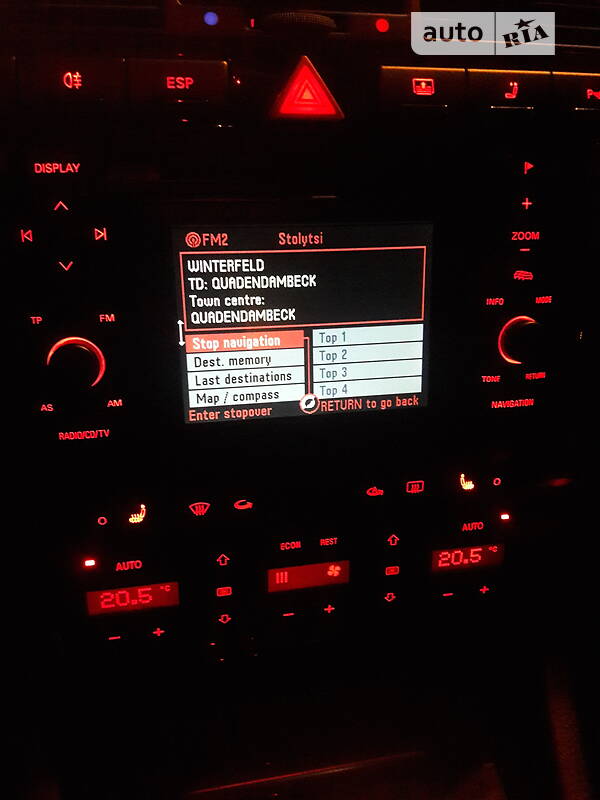 auto RIA
ESP
DISPLAY
FM2 Stolytsi
WINTERFELD
TD: QUADENDAMBECK
Town centre:
QUADENDAMBECK
Stop navigation
Dest. memory
Last destinations
Map / compass
Enter stopover
Top 1
Top 2
Top 3
Top 4
RETURN to go back
TP
FM
AS
AM
RADIO/CD/TV
+
ZOOM
−
INFO
MODE
TONE
RETURN
NAVIGATION
AUTO
20.5 °C
− +
ECON
REST
− +
AUTO
20.5 °C
− +